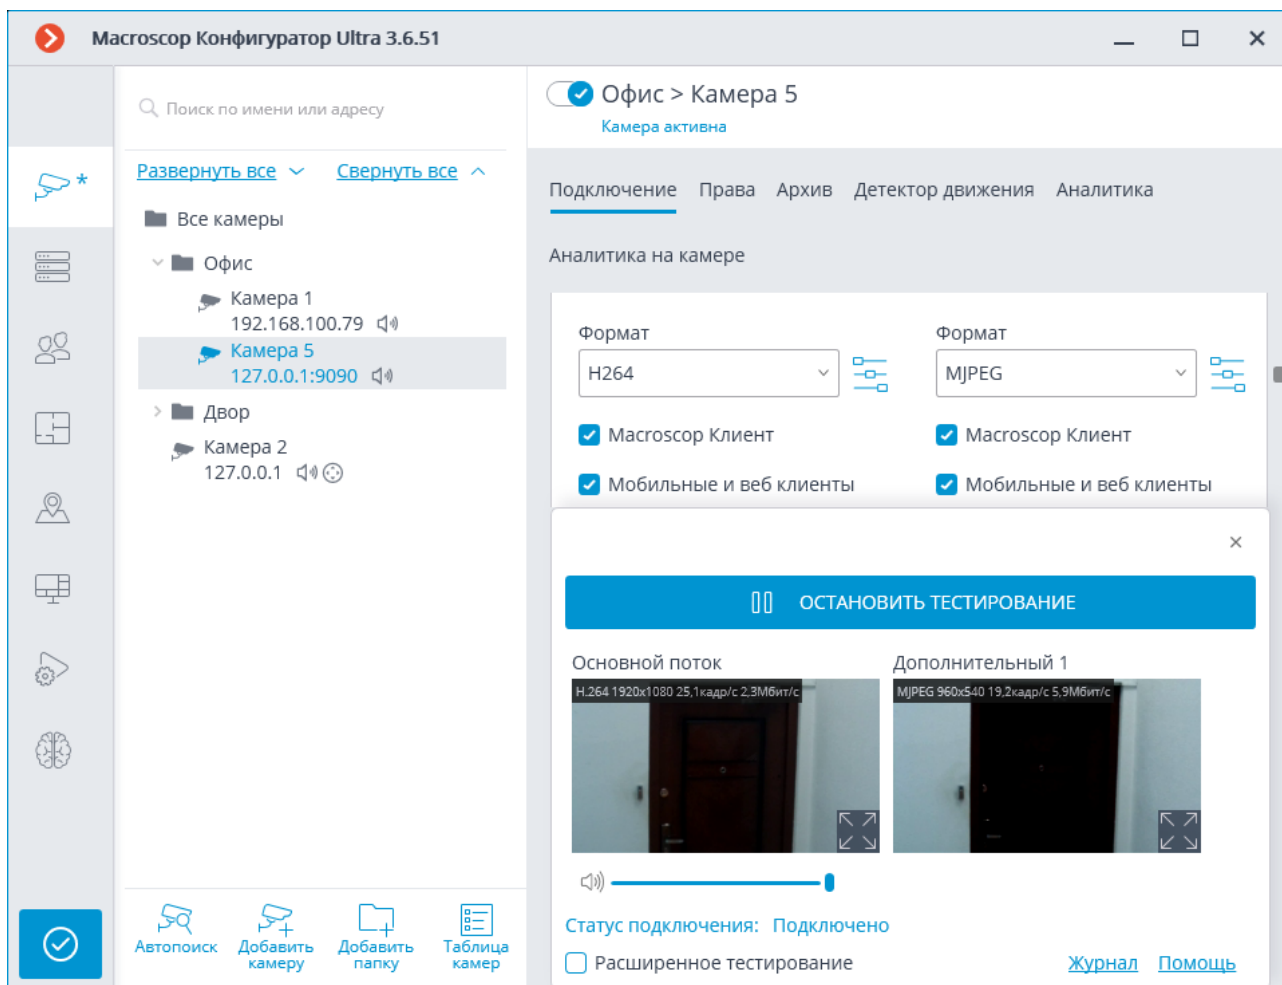 Macroscop Конфигуратор Ultra 3.6.51
Поиск по имени или адресу
Развернуть все
Свернуть все
Все камеры
Офис
Камера 1
192.168.100.79
Камера 5
127.0.0.1:9090
Двор
Камера 2
127.0.0.1
Автопоиск
Добавить
камеру
Добавить
папку
Таблица
камер
Офис > Камера 5
Камера активна
Подключение Права Архив Детектор движения Аналитика
Аналитика на камере
Формат
H264
Macroscop Клиент
Мобильные и веб клиенты
Формат
MJPEG
Macroscop Клиент
Мобильные и веб клиенты
ОСТАНОВИТЬ ТЕСТИРОВАНИЕ
Основной поток
H.264 1920x1080 25,1кадр/с 2,3Мбит/с
Дополнительный 1
MJPEG 960x540 19,2кадр/с 5,9Мбит/с
Статус подключения: Подключено
Расширенное тестирование
Журнал Помощь